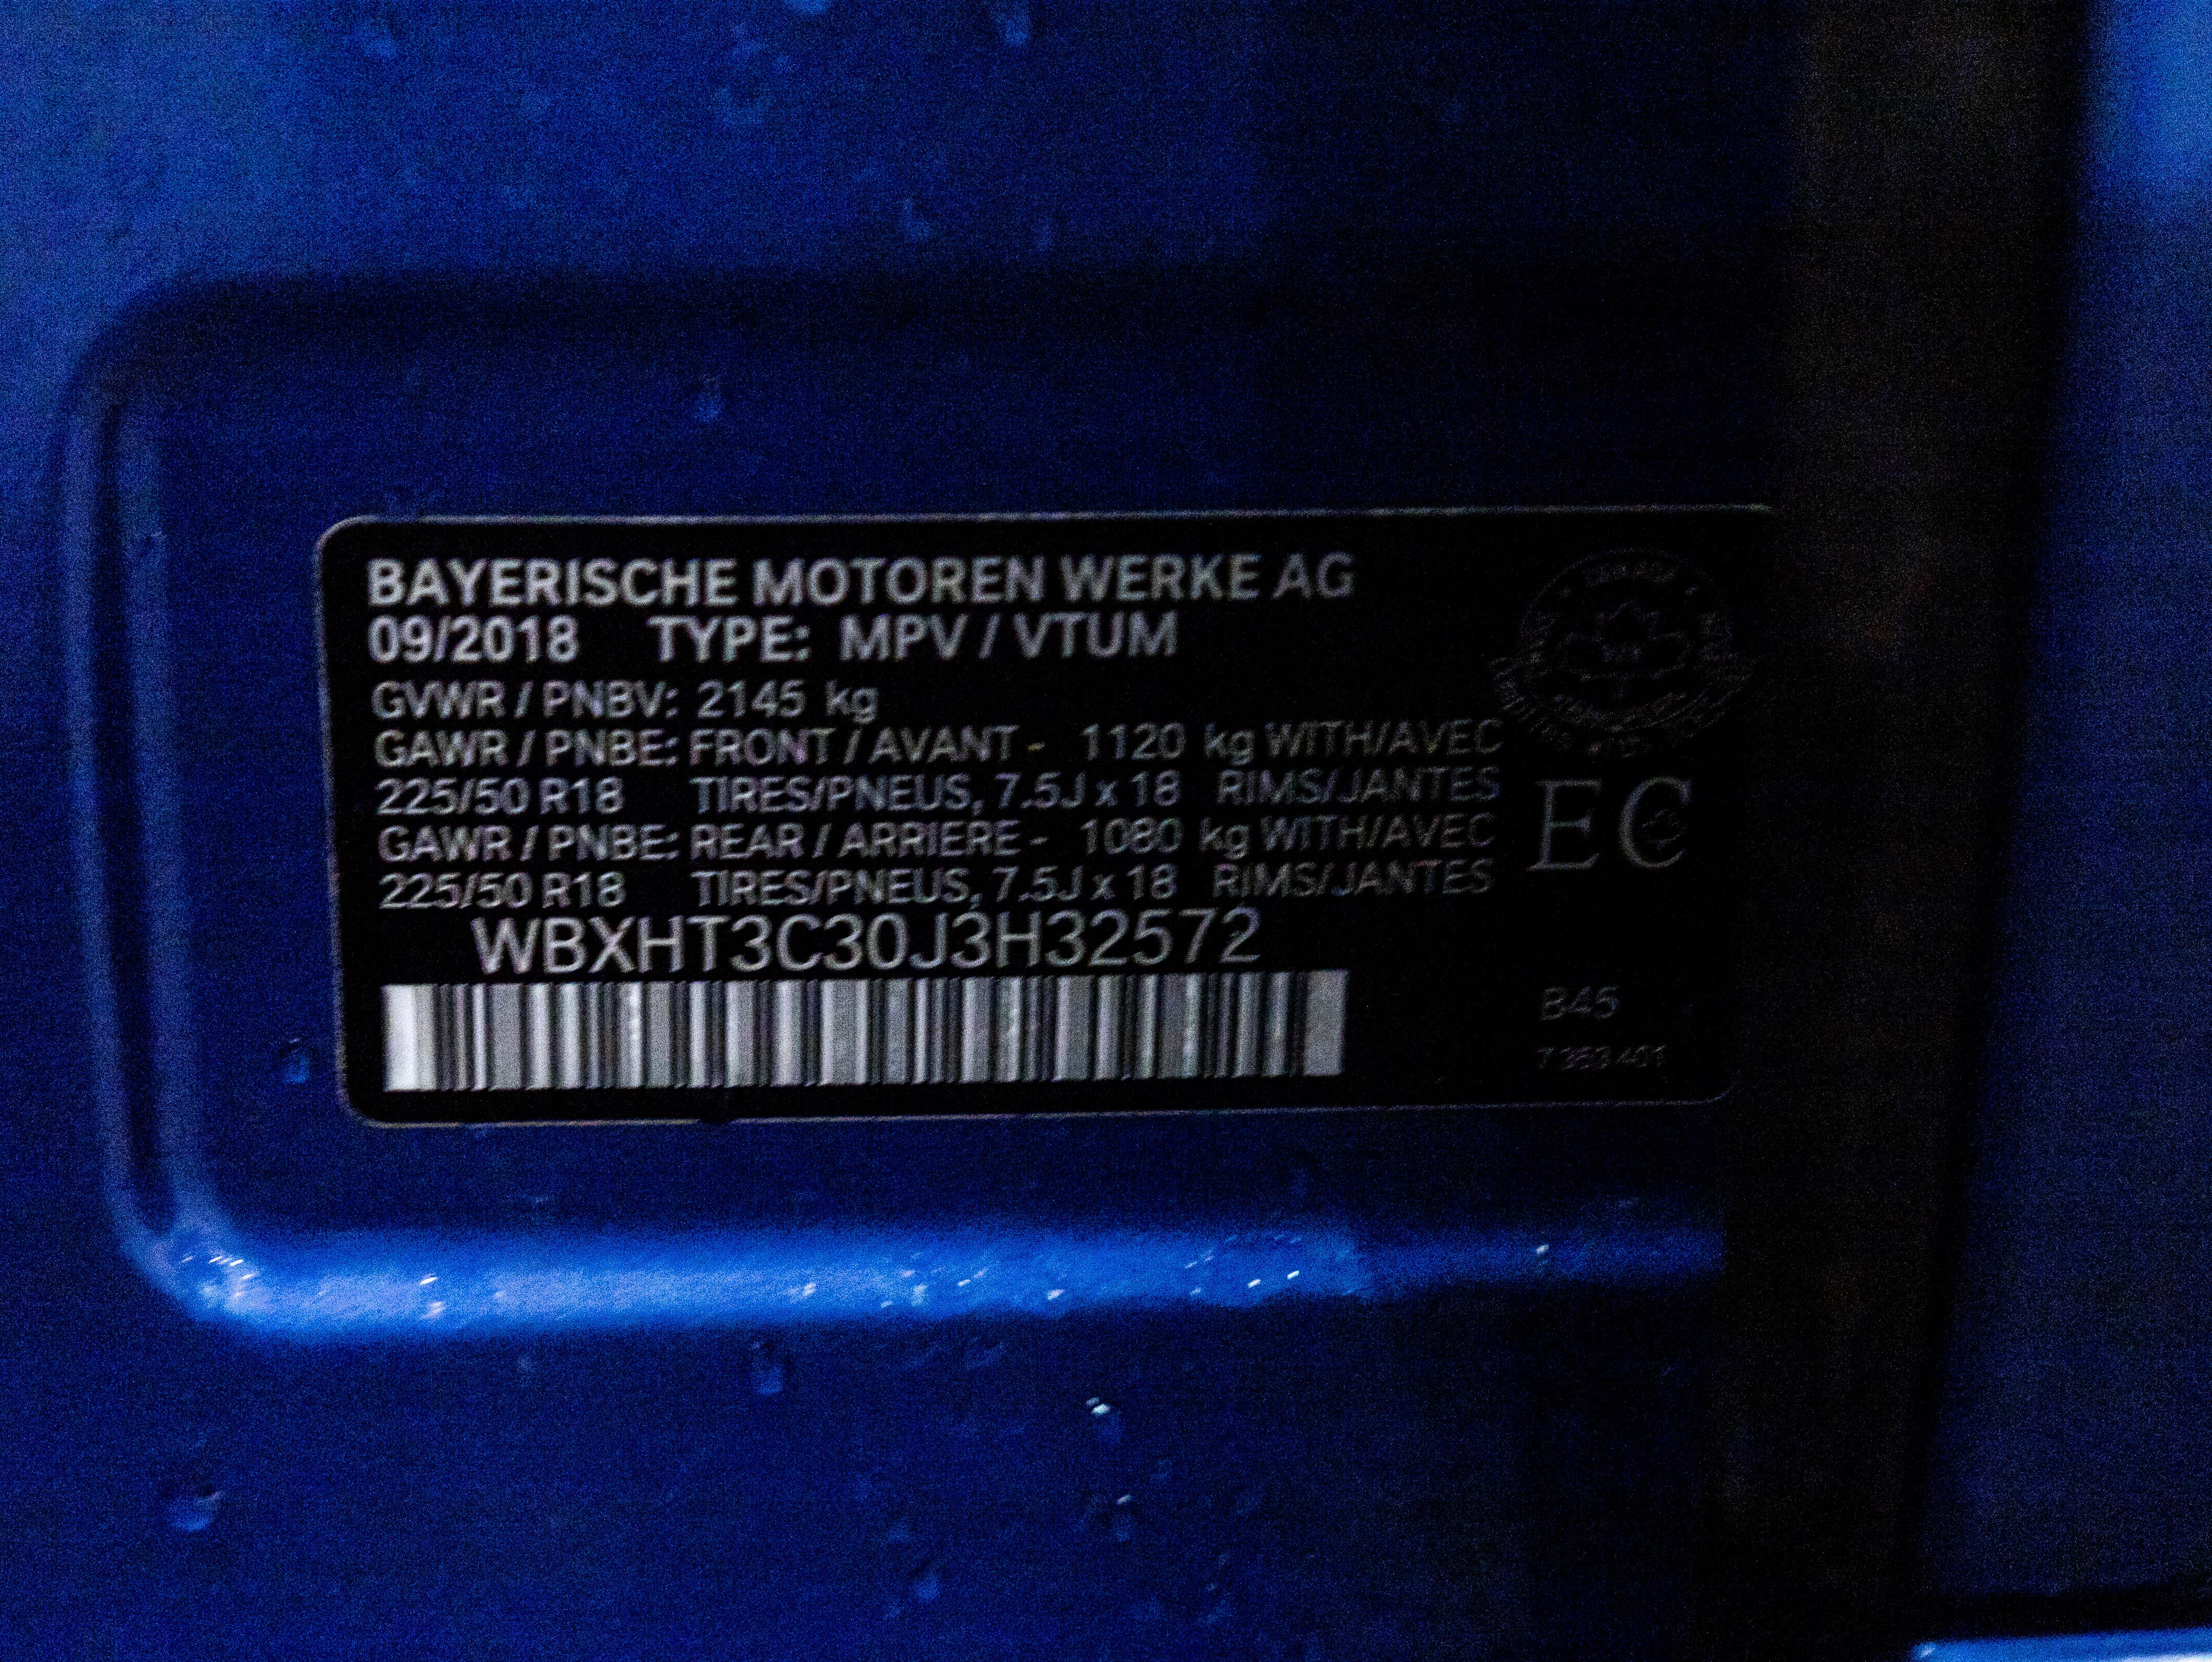 BAYERISCHE MOTOREN WERKE AG
09/2018 TYPE: MPV / VTUM
GVWR / PNBV: 2145 kg
GAWR / PNBE: FRONT / AVANT - 1120 kg WITH/AVEC
225/50 R18 TIRES/PNEUS, 7.5J x 18 RIMS/JANTES
GAWR / PNBE: REAR / ARRIERE - 1080 kg WITH/AVEC
225/50 R18 TIRES/PNEUS, 7.5J x 18 RIMS/JANTES
WBXHT3C30J3H32572
EC
B45